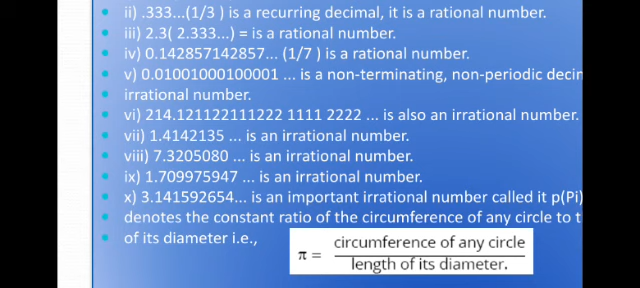 ii) .333...(1/3 ) is a recurring decimal, it is a rational number.
iii) 2.3( 2.333...) = is a rational number.
iv) 0.142857142857... (1/7 ) is a rational number.
v) 0.01001000100001 ... is a non-terminating, non-periodic decin
irrational number.
vi) 214.121122111222 1111 2222 ... is also an irrational number.
vii) 1.4142135 ... is an irrational number.
viii) 7.3205080 ... is an irrational number.
ix) 1.709975947 ... is an irrational number.
x) 3.141592654... is an important irrational number called it p(Pi)
denotes the constant ratio of the circumference of any circle to t
of its diameter i.e.,
π = circumference of any circle
length of its diameter.